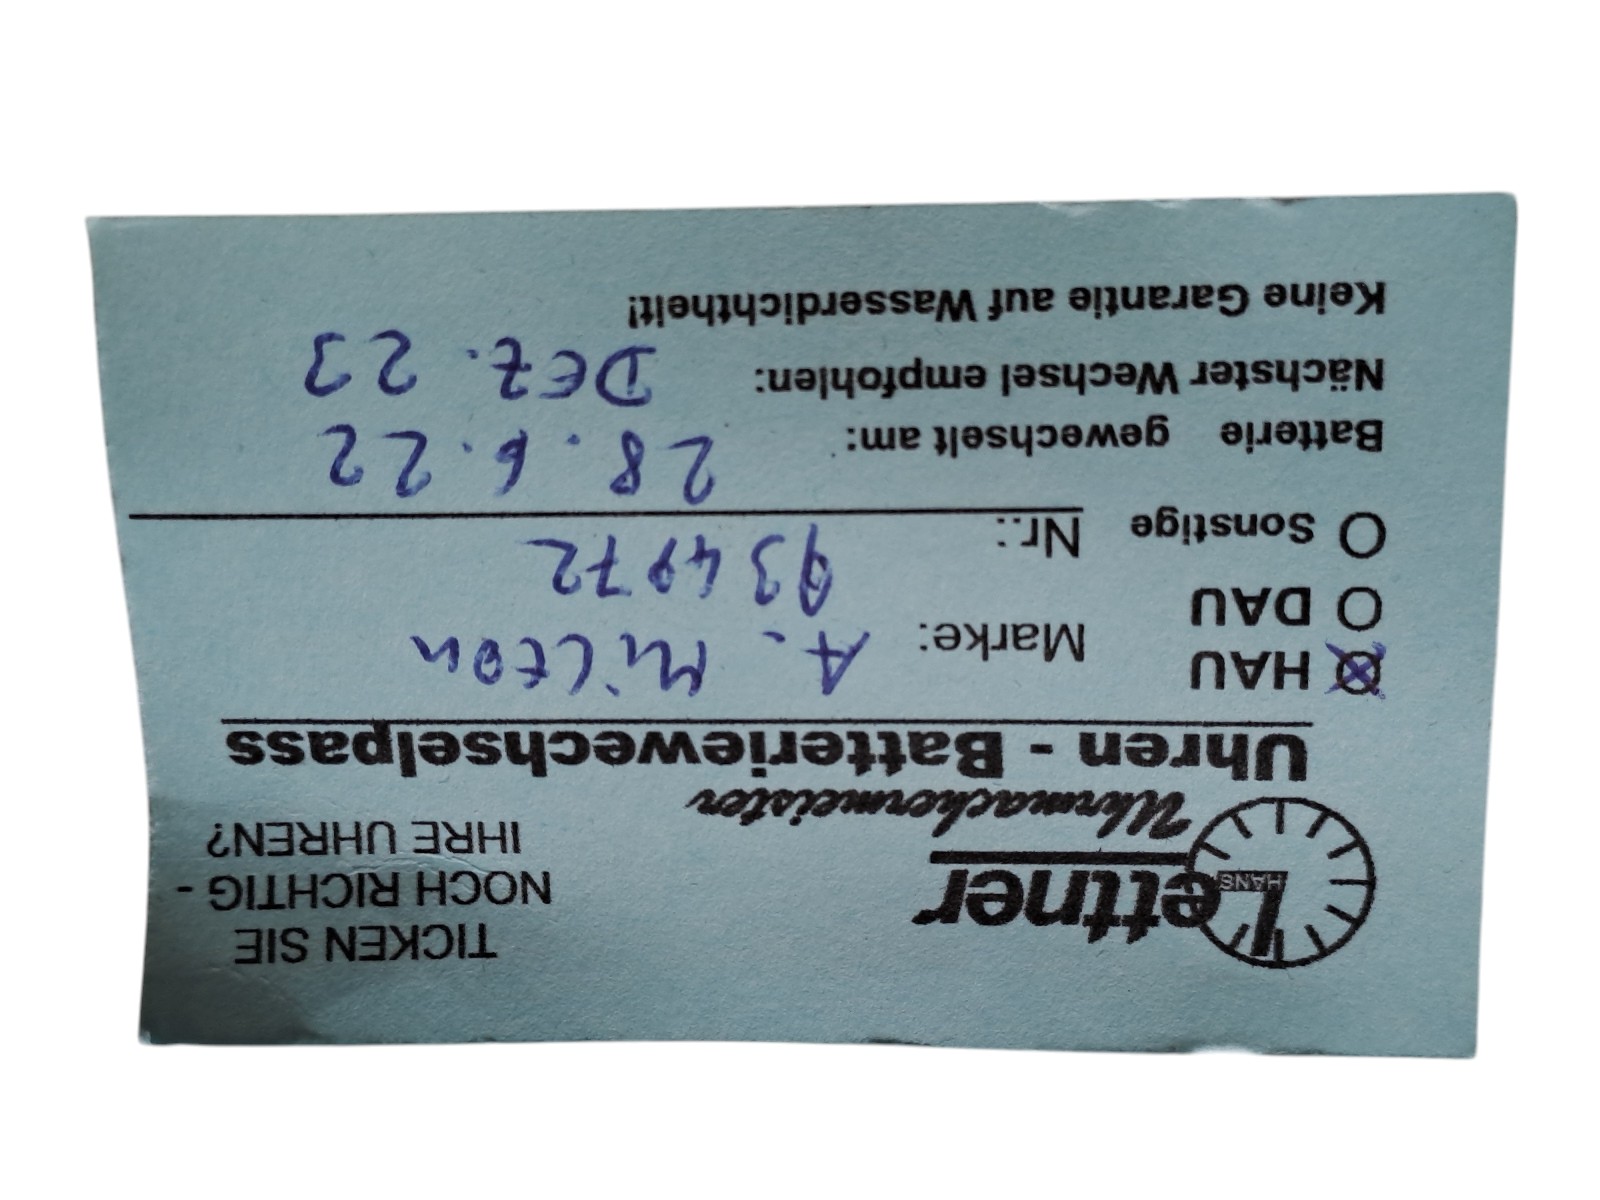 TICKEN SIE
NOCH RICHTIG -
IHRE UHREN?
HANS
Lettner
Uhrmachermeister
Uhren - Batteriewechselpass
HAU Marke: A. MiLEON
DAU
Sonstige Nr.: 934972
Batterie gewechselt am: 28.6.22
Nächster Wechsel empfohlen: DEZ. 23
Keine Garantie auf Wasserdichtheit!